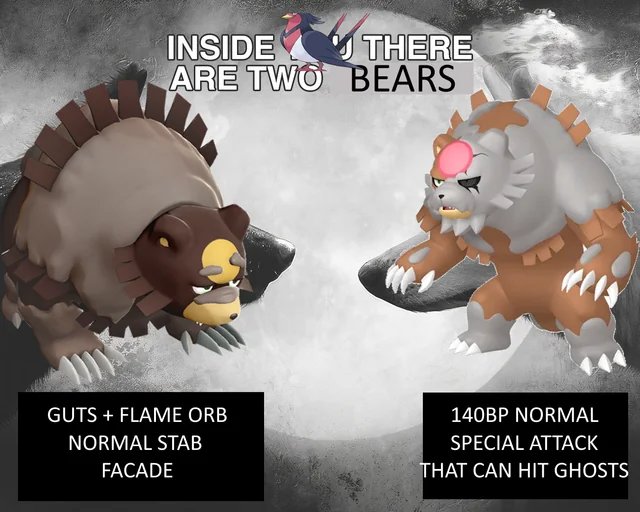 INSIDE U THERE
ARE TWO BEARS
GUTS + FLAME ORB
NORMAL STAB
FACADE
140BP NORMAL
SPECIAL ATTACK
THAT CAN HIT GHOSTS